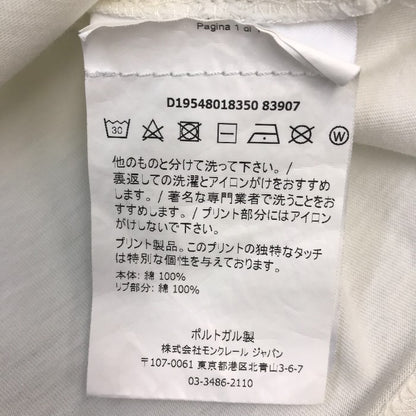 Pagina 1 di
D19548018350 83907
30
W
他のものと分けて洗って下さい。/
裏返しての洗濯とアイロンがけをおすすめ
します。/ 著名な専門業者で洗うことをおす
すめします。/ プリント部分にはアイロン
がけしないで下さい。
プリント製品。このプリントの独特なタッチ
は特別な個性を与えております。
本体: 綿 100%
リブ部分: 綿 100%
ポルトガル製
株式会社モンクレール ジャパン
〒107-0061 東京都港区北青山3-6-7
03-3486-2110